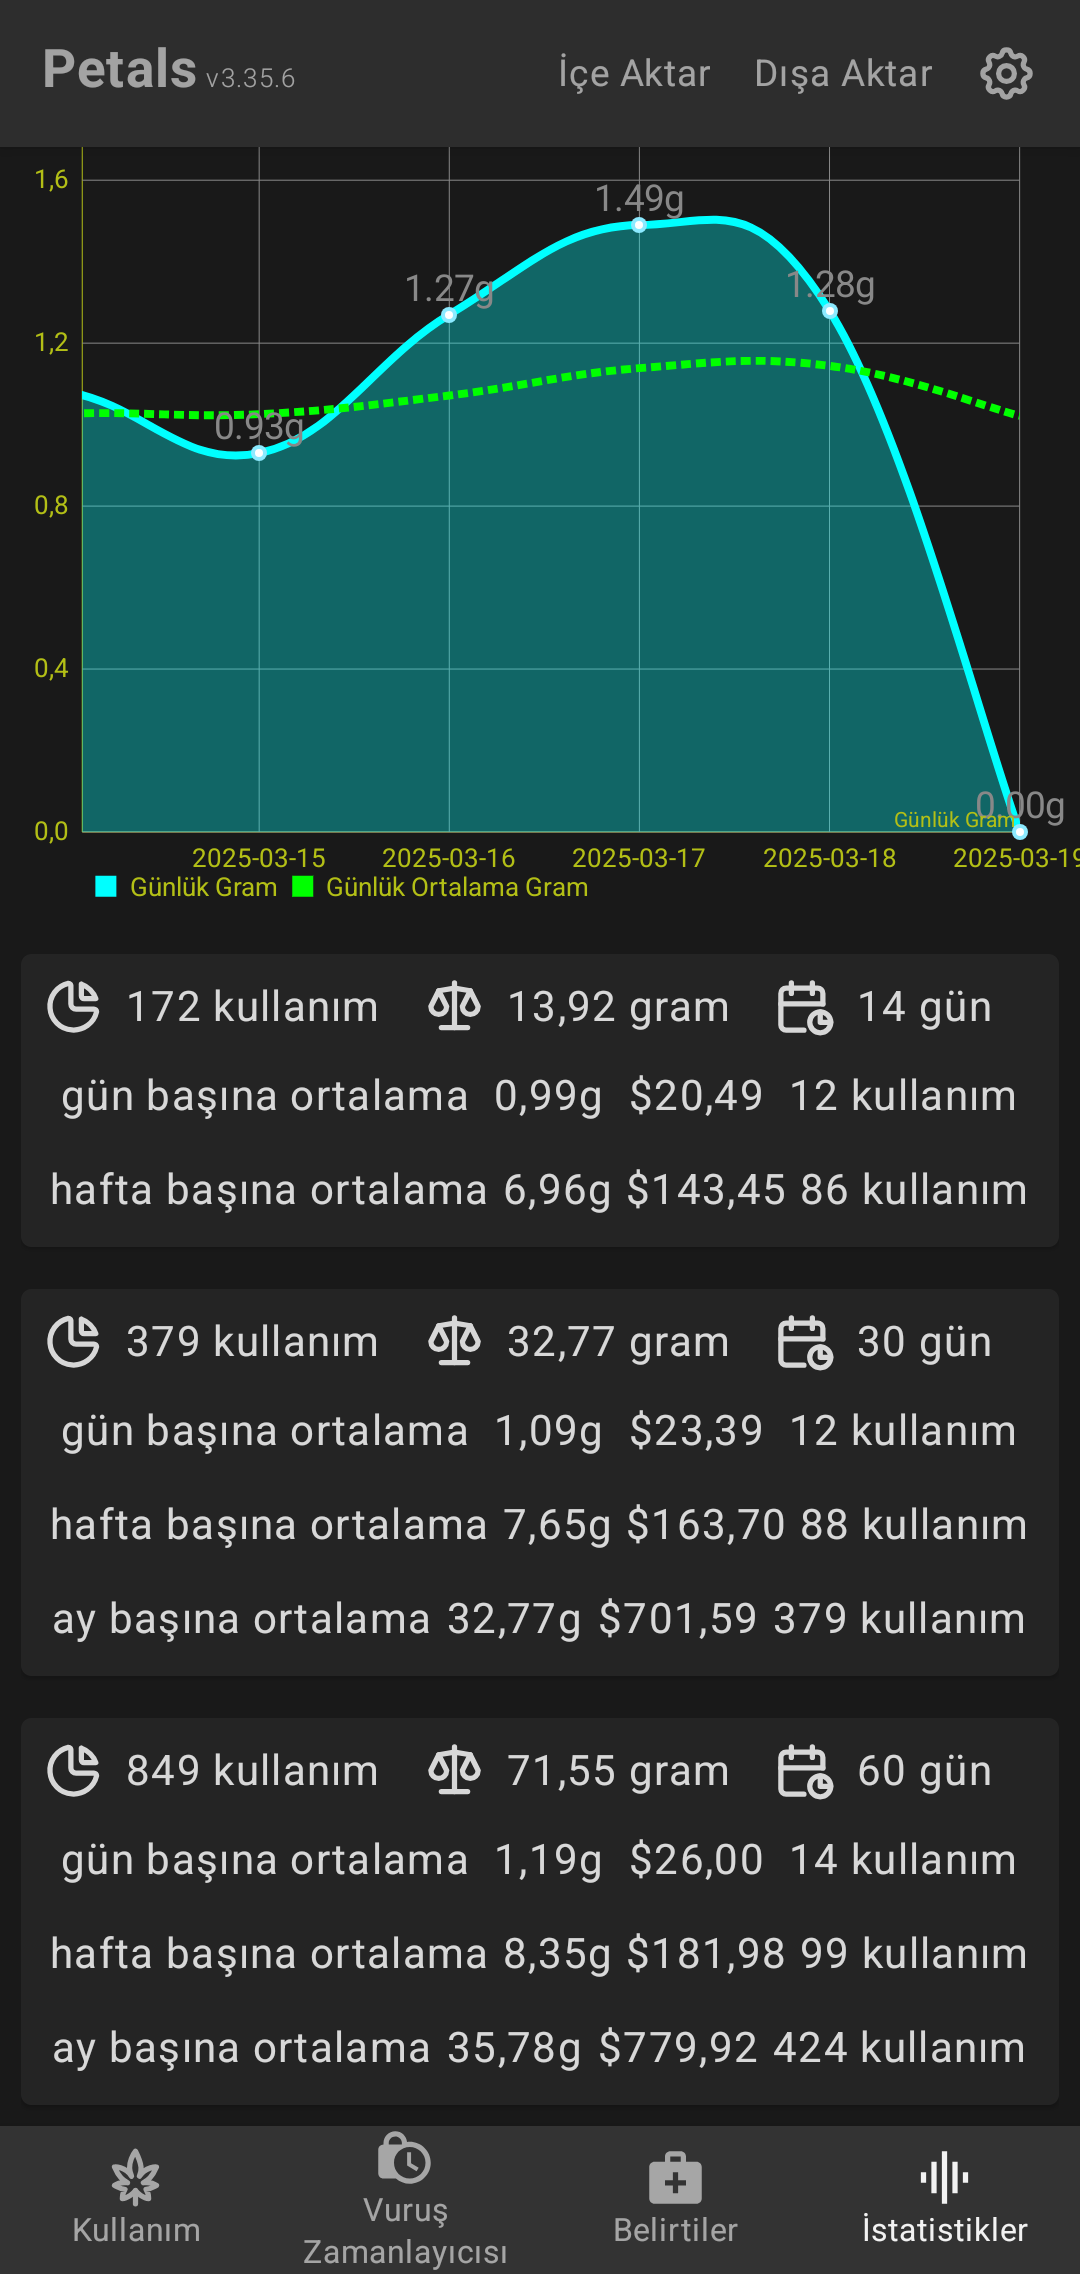 Petals v3.35.6 İçe Aktar Dışa Aktar
1,6
1.49g
1.27g
1.28g
1,2
0.93g
0,8
0,4
0.00g
Günlük Gram
0,0
2025-03-15 2025-03-16 2025-03-17 2025-03-18 2025-03-19
Günlük Gram Günlük Ortalama Gram
172 kullanım 13,92 gram 14 gün
gün başına ortalama 0,99g $20,49 12 kullanım
hafta başına ortalama 6,96g $143,45 86 kullanım
379 kullanım 32,77 gram 30 gün
gün başına ortalama 1,09g $23,39 12 kullanım
hafta başına ortalama 7,65g $163,70 88 kullanım
ay başına ortalama 32,77g $701,59 379 kullanım
849 kullanım 71,55 gram 60 gün
gün başına ortalama 1,19g $26,00 14 kullanım
hafta başına ortalama 8,35g $181,98 99 kullanım
ay başına ortalama 35,78g $779,92 424 kullanım
Kullanım
Vuruş
Zamanlayıcısı
Belirtiler
İstatistikler